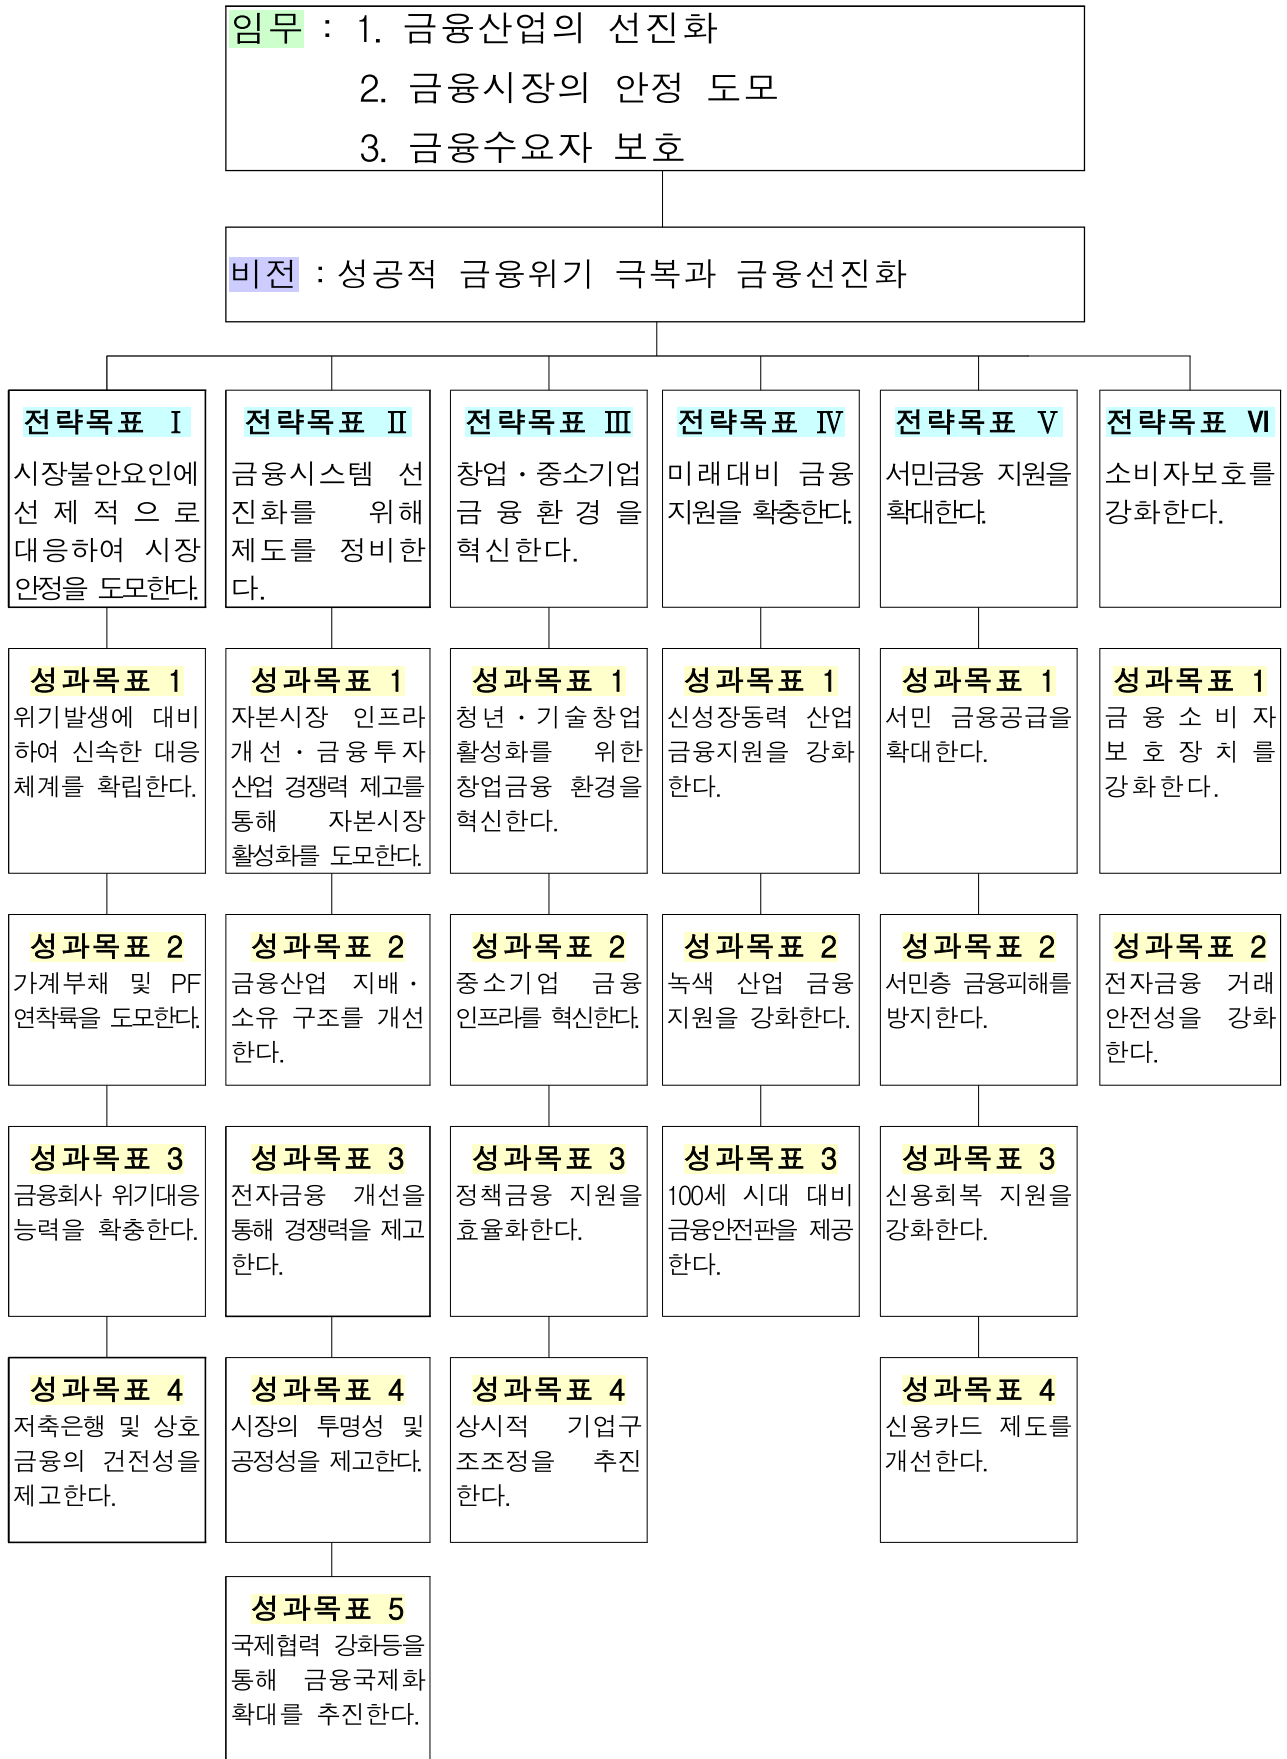 임무 : 1. 금융산업의 선진화
2. 금융시장의 안정 도모
3. 금융수요자 보호
비전 : 성공적 금융위기 극복과 금융선진화
전략목표 Ⅰ
시장불안요인에
선제적으로
대응하여 시장
안정을 도모한다.
전략목표 Ⅱ
금융시스템 선
진화를 위해
제도를 정비한
다.
전략목표 Ⅲ
창업·중소기업
금융환경을
혁신한다.
전략목표 Ⅳ
미래대비 금융
지원을 확충한다.
전략목표 Ⅴ
서민금융 지원을
확대한다.
전략목표 Ⅵ
소비자보호를
강화한다.
성과목표 1
위기발생에 대비
하여 신속한 대응
체계를 확립한다.
성과목표 1
자본시장 인프라
개선·금융투자
산업 경쟁력 제고를
통해 자본시장
활성화를 도모한다.
성과목표 1
청년·기술창업
활성화를 위한
창업금융 환경을
혁신한다.
성과목표 1
신성장동력 산업
금융지원을 강화
한다.
성과목표 1
서민 금융공급을
확대한다.
성과목표 1
금융소비자
보호장치를
강화한다.
성과목표 2
가계부채 및 PF
연착륙을 도모한다.
성과목표 2
금융산업 지배·
소유 구조를 개선
한다.
성과목표 2
중소기업 금융
인프라를 혁신한다.
성과목표 2
녹색 산업 금융
지원을 강화한다.
성과목표 2
서민층 금융피해를
방지한다.
성과목표 2
전자금융 거래
안전성을 강화
한다.
성과목표 3
금융회사 위기대응
능력을 확충한다.
성과목표 3
전자금융 개선을
통해 경쟁력을 제고
한다.
성과목표 3
정책금융 지원을
효율화한다.
성과목표 3
100세 시대 대비
금융안전판을 제공
한다.
성과목표 3
신용회복 지원을
강화한다.
성과목표 4
저축은행 및 상호
금융의 건전성을
제고한다.
성과목표 4
시장의 투명성 및
공정성을 제고한다.
성과목표 4
상시적 기업구
조조정을 추진
한다.
성과목표 4
신용카드 제도를
개선한다.
성과목표 5
국제협력 강화등을
통해 금융국제화
확대를 추진한다.